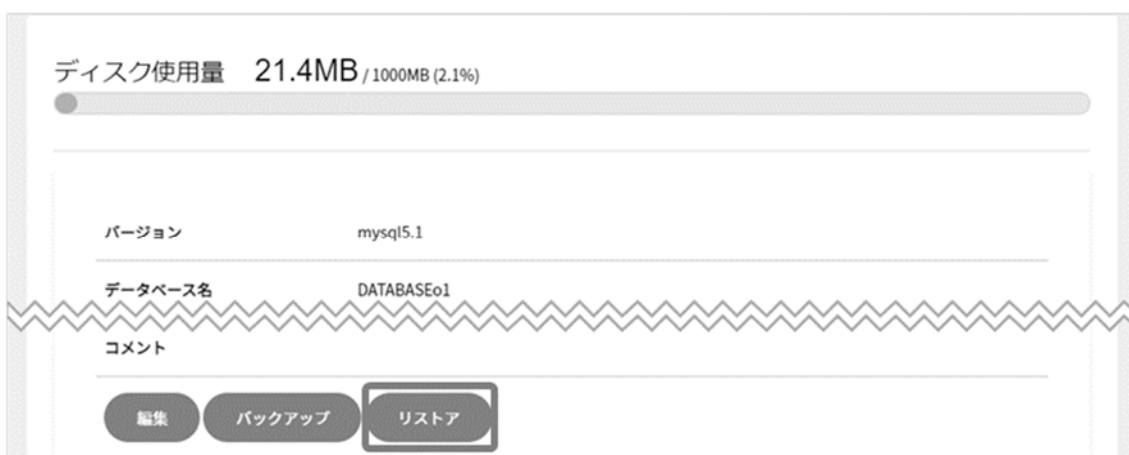 ディスク使用量 21.4MB / 1000MB (2.1%)
バージョン mysql5.1
データベース名 DATABASEo1
コメント
編集 バックアップ リストア